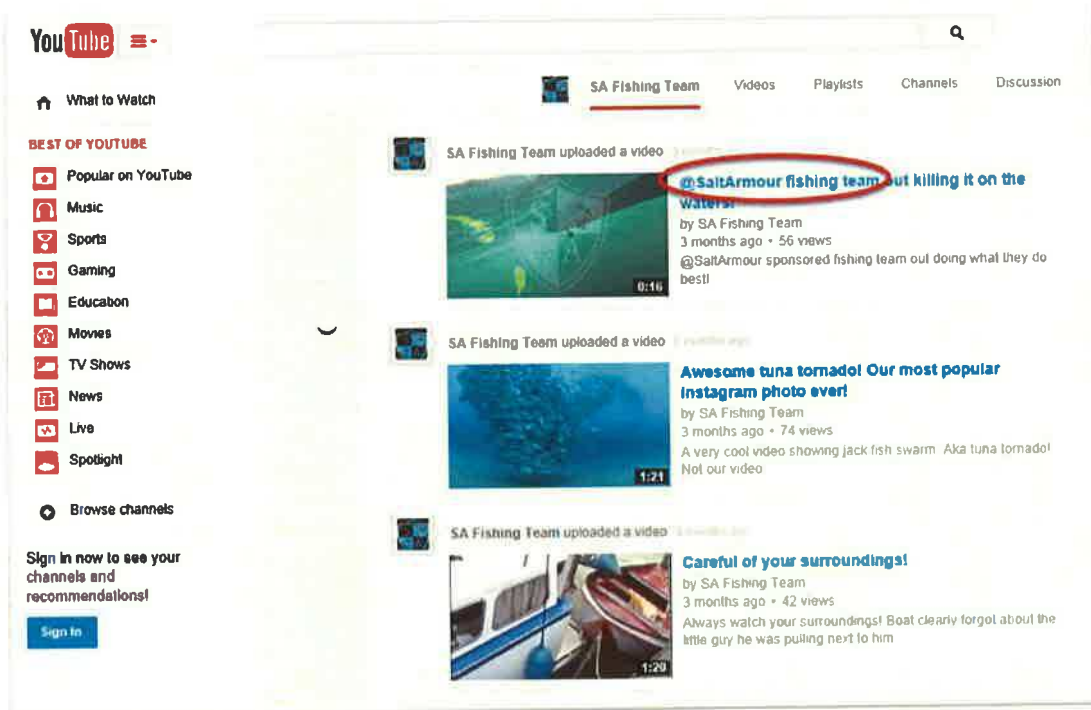 YouTube
What to Watch
BEST OF YOUTUBE
Popular on YouTube
Music
Sports
Gaming
Education
Movies
TV Shows
News
Live
Spotlight
Browse channels
Sign in now to see your
channels and
recommendations!
Sign In
SA Fishing Team Videos Playlists Channels Discussion
SA Fishing Team uploaded a video
0:16
@SaltArmour fishing team out killing it on the
waters!
by SA Fishing Team
3 months ago • 56 views
@SaltArmour sponsored fishing team out doing what they do
best!
SA Fishing Team uploaded a video 3 months ago
1:21
Awesome tuna tornado! Our most popular
Instagram photo ever!
by SA Fishing Team
3 months ago • 74 views
A very cool video showing jack fish swarm. Aka tuna tornado!
Not our video
SA Fishing Team uploaded a video 3 months ago
1:20
Careful of your surroundings!
by SA Fishing Team
3 months ago • 42 views
Always watch your surroundings! Boat clearly forgot about the
little guy he was pulling next to him